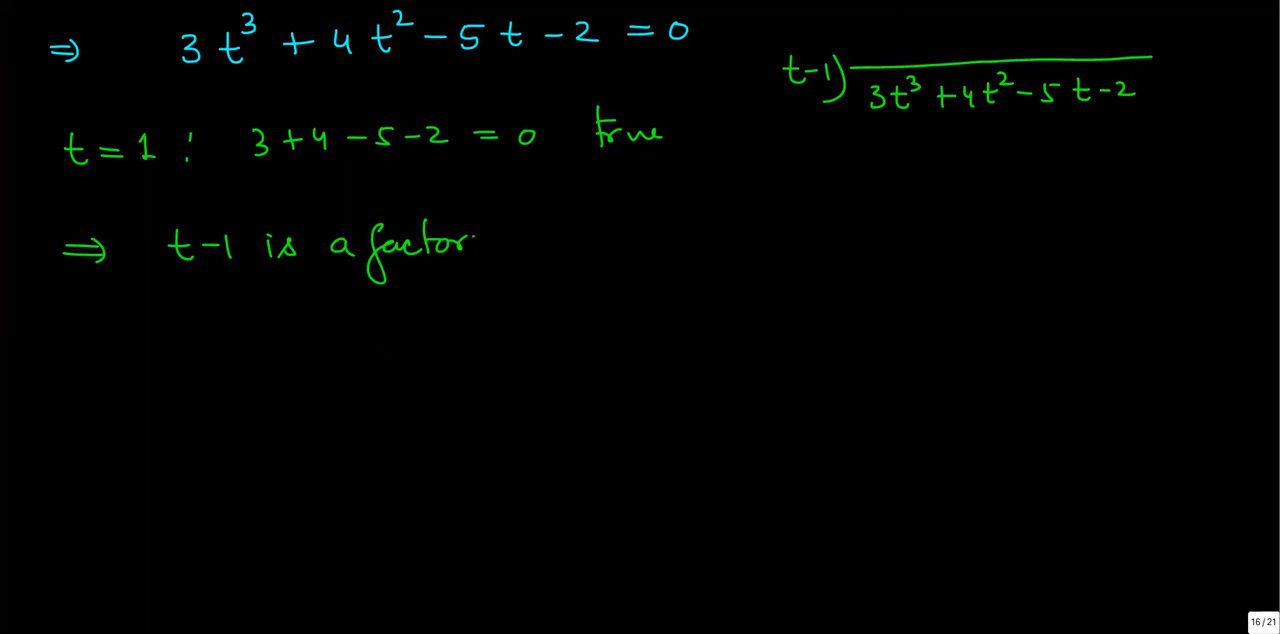 ⇒ 3t³ + 4t² − 5t − 2 = 0
t = 1 : 3 + 4 − 5 − 2 = 0 true
⇒ t − 1 is a factor.
t − 1) 3t³ + 4t² − 5t − 2
16 / 21